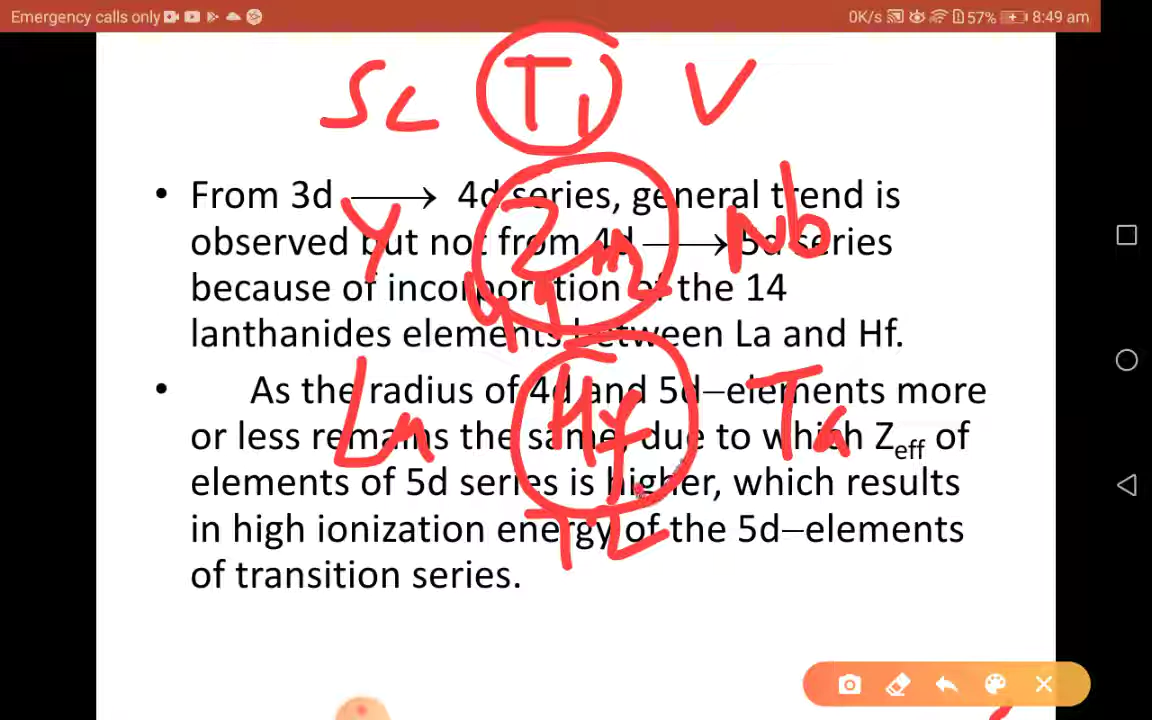 Emergency calls only 0K/s 57% 8:49 am
Sc Ti V
• From 3d ⟶ 4d series, general trend is
Y Nb
observed but not from 4d ⟶ 5d series
because of incorporation of the 14
lanthanides elements between La and Hf.
• As the radius of 4d and 5d–elements more
La Hf Ta
or less remains the same, due to which Zeff of
elements of 5d series is higher, which results
in high ionization energy of the 5d–elements
72
of transition series.